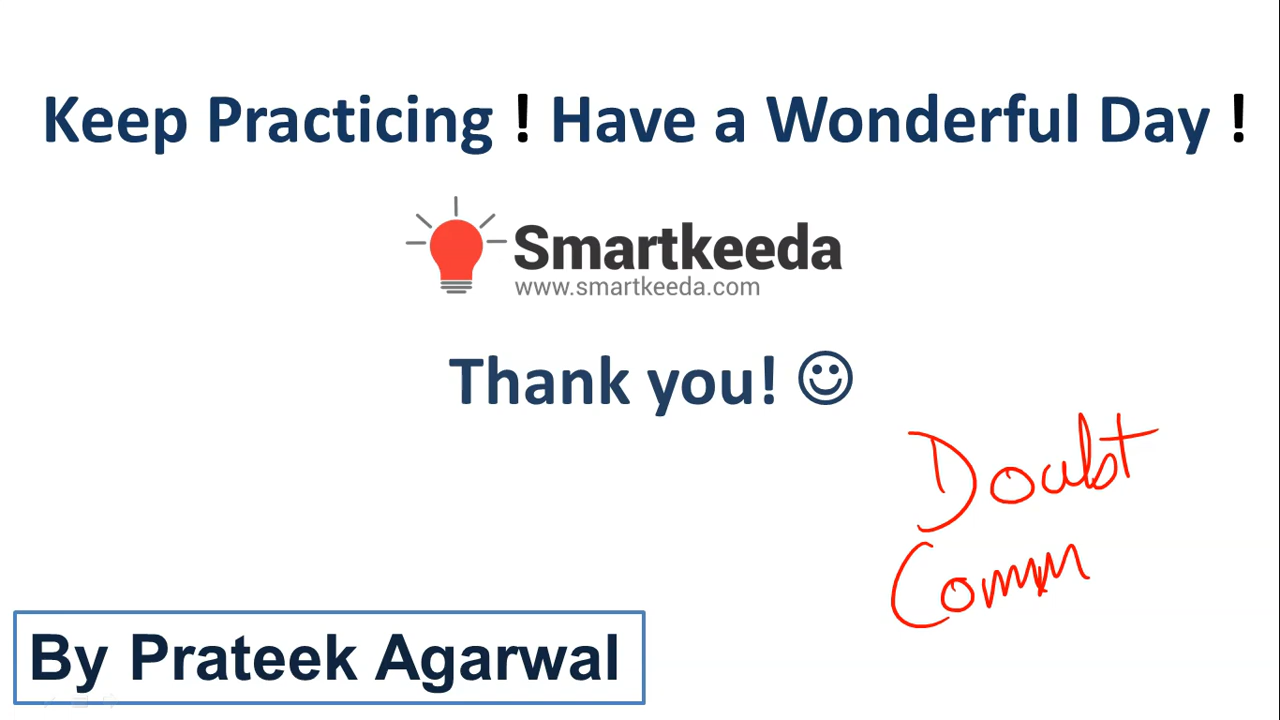 Keep Practicing ! Have a Wonderful Day !
Smartkeeda
www.smartkeeda.com
Thank you! ☺
Doubt
Comm
By Prateek Agarwal